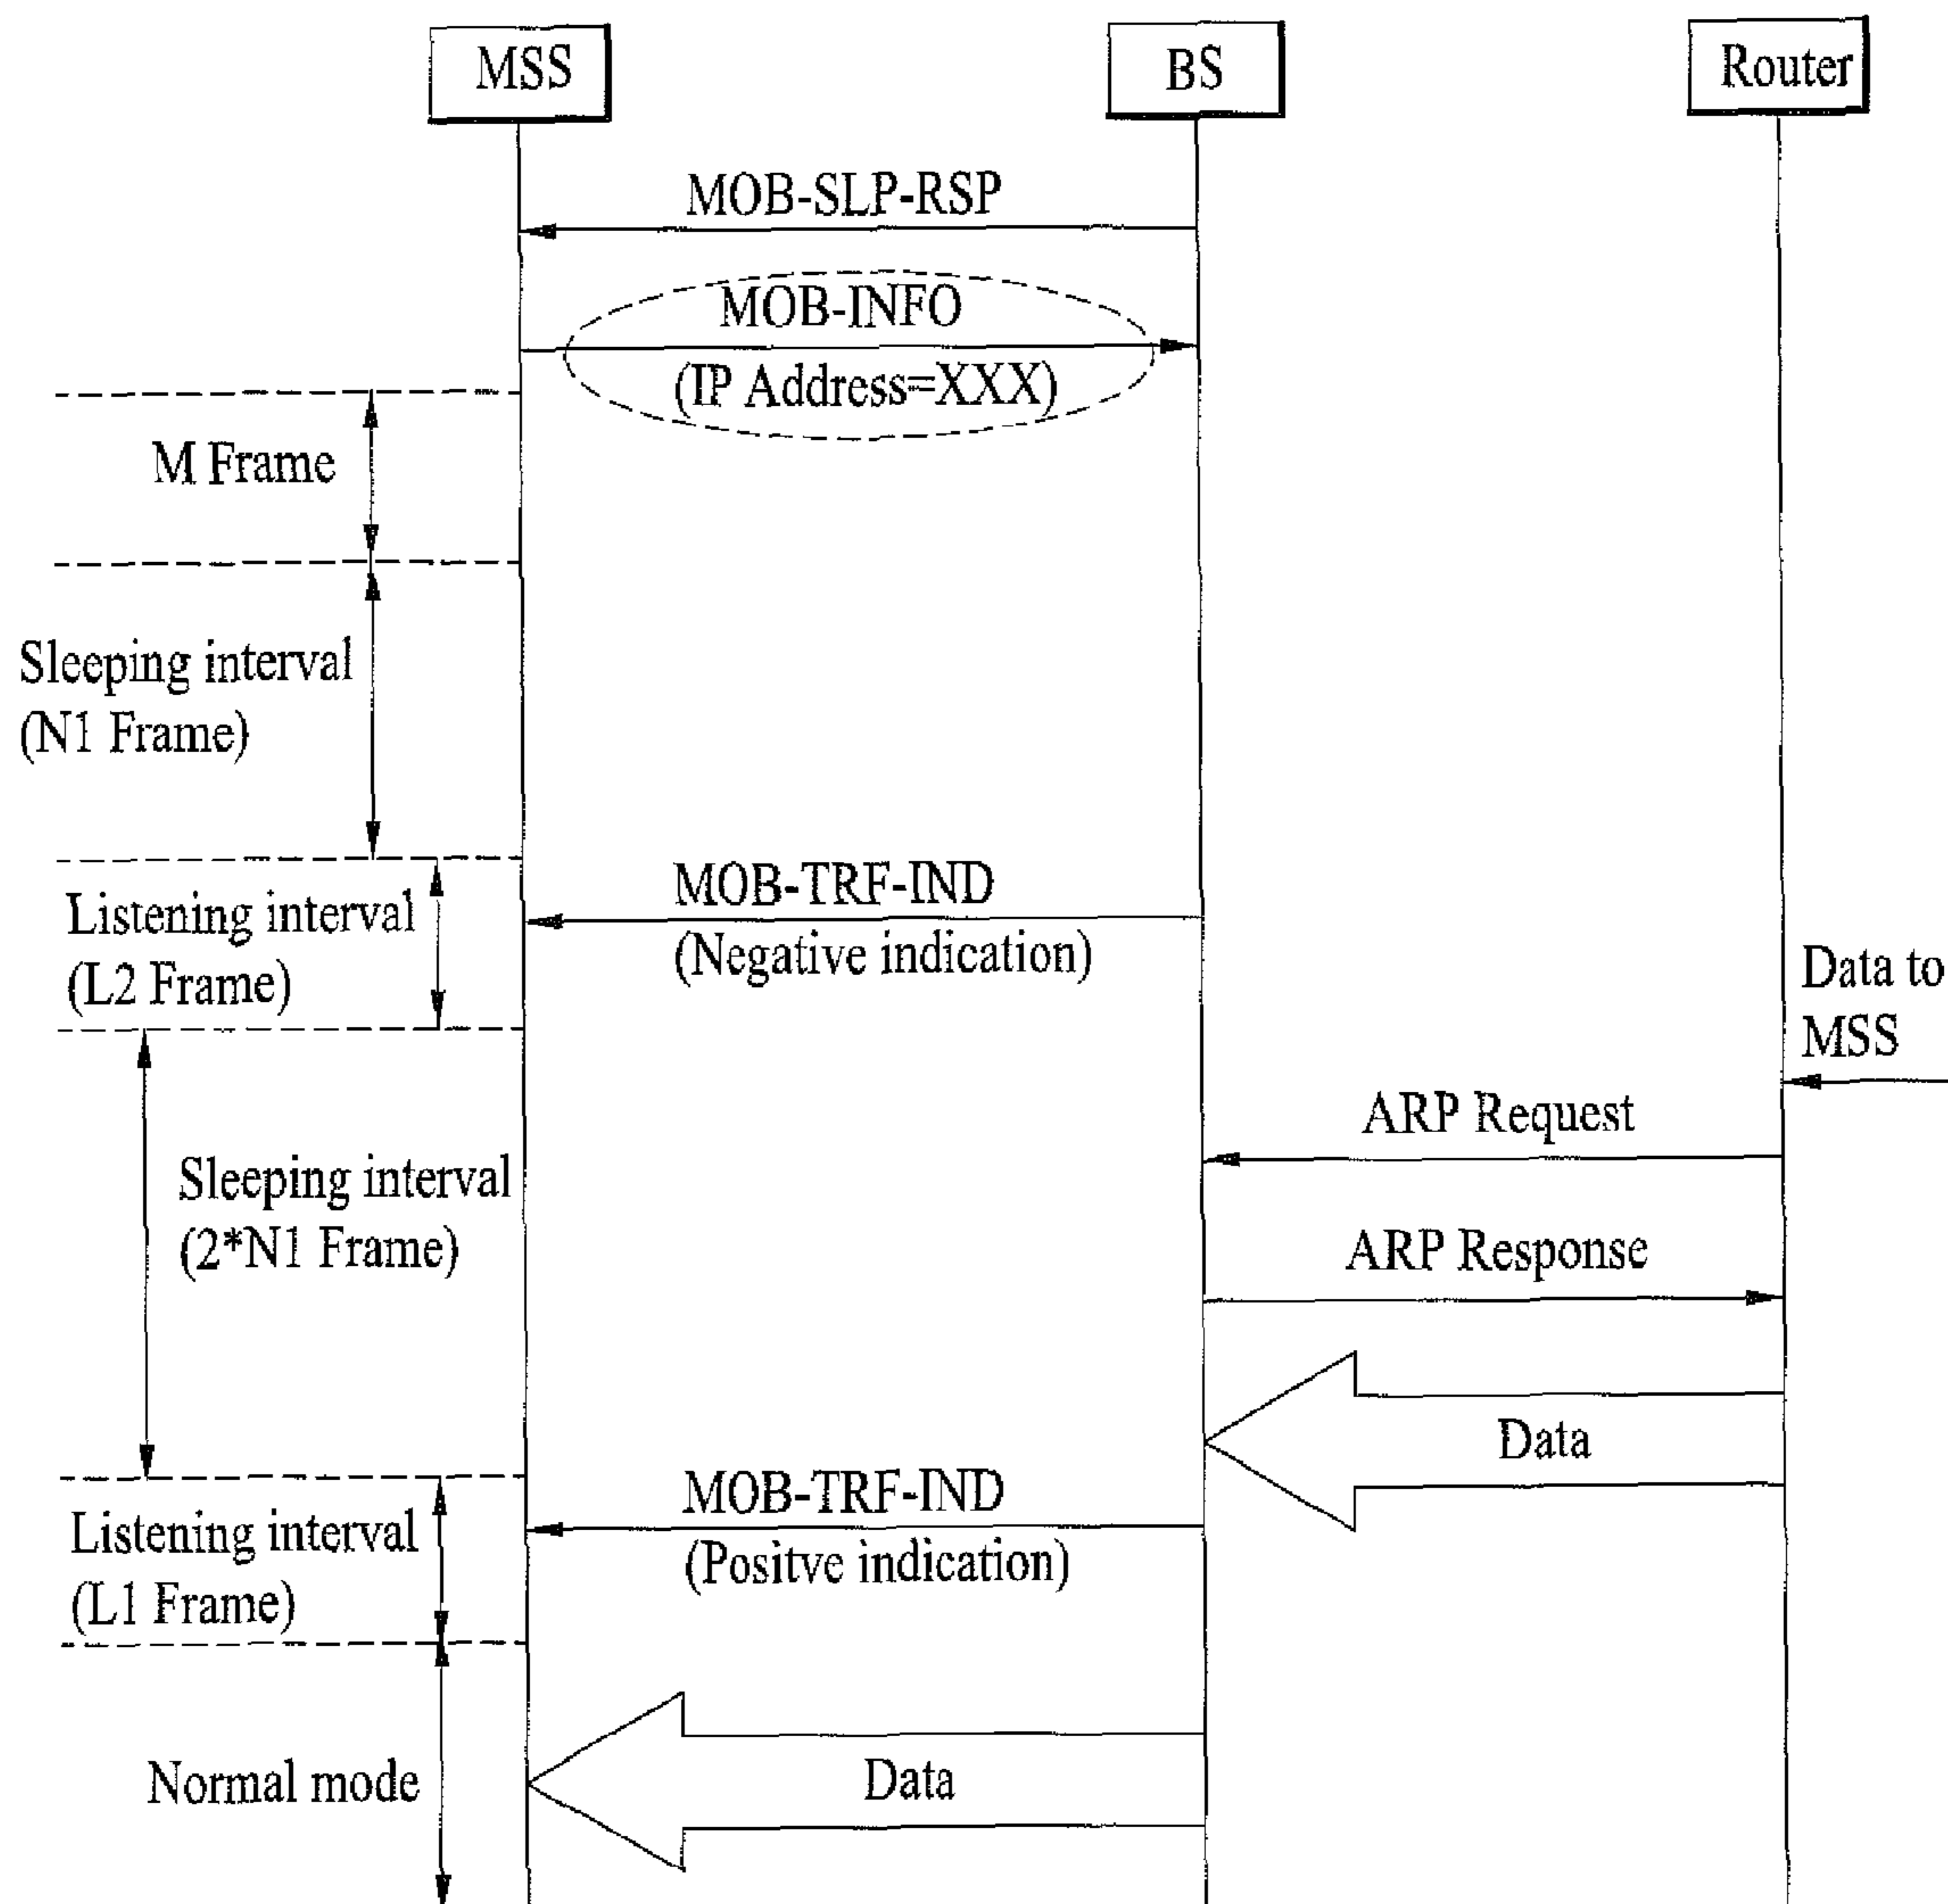 MSS
BS
Router
MOB-SLP-RSP
MOB-INFO
(IP Address=XXX)
M Frame
Sleeping interval
(N1 Frame)
MOB-TRF-IND
(Negative indication)
Listening interval
(L2 Frame)
Data to
MSS
ARP Request
Sleeping interval
(2*N1 Frame)
ARP Response
Data
MOB-TRF-IND
(Positve indication)
Listening interval
(L1 Frame)
Normal mode
Data